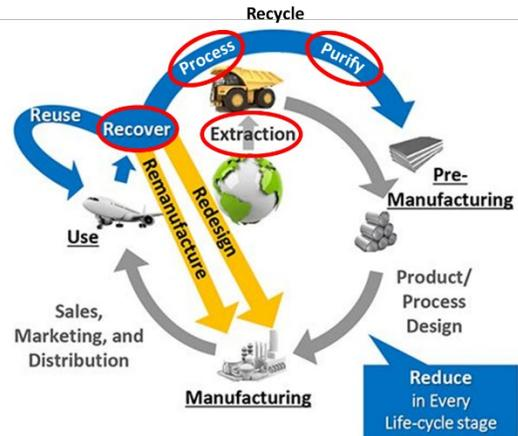 Recycle
Process
Purify
Reuse
Recover
Extraction
Remanufacture
Redesign
Pre-
Manufacturing
Use
Product/
Process
Design
Sales,
Marketing, and
Distribution
Manufacturing
Reduce
in Every
Life-cycle stage